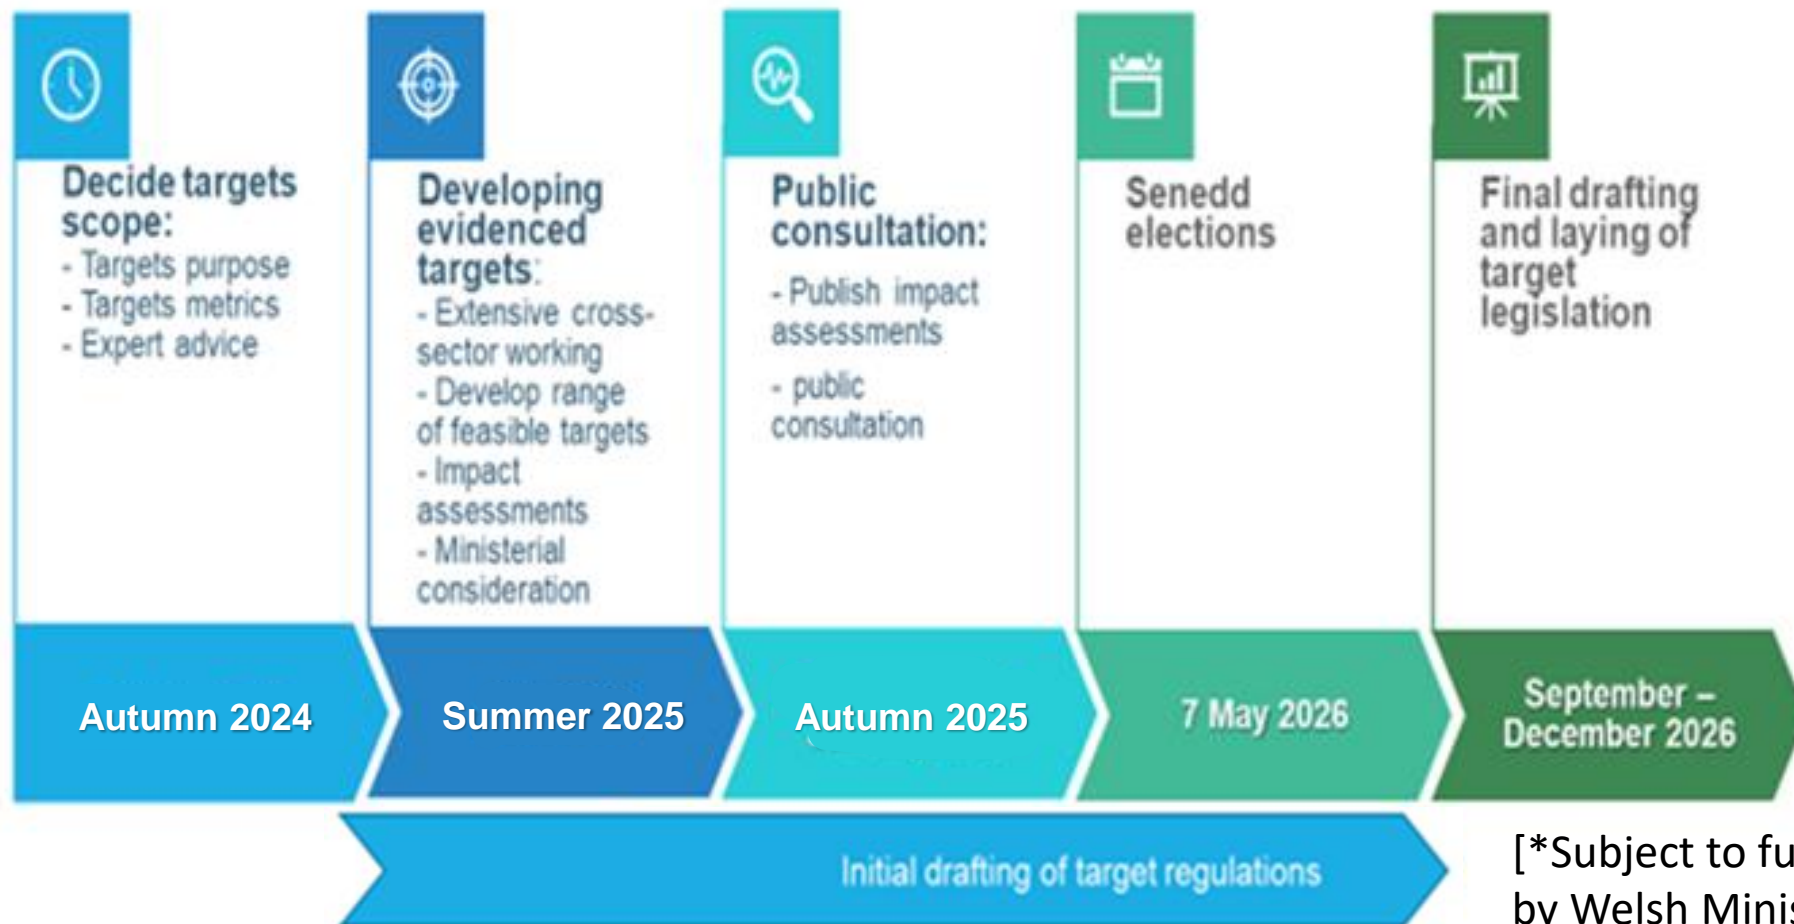 Decide targets
scope:
- Targets purpose
- Targets metrics
- Expert advice
Developing
evidenced
targets:
- Extensive cross-
sector working
- Develop range
of feasible targets
- Impact
assessments
- Ministerial
consideration
Public
consultation:
- Publish impact
assessments
- public
consultation
Senedd
elections
Final drafting
and laying of
target
legislation
Autumn 2024
Summer 2025
Autumn 2025
7 May 2026
September –
December 2026
Initial drafting of target regulations
[*Subject to
by Welsh